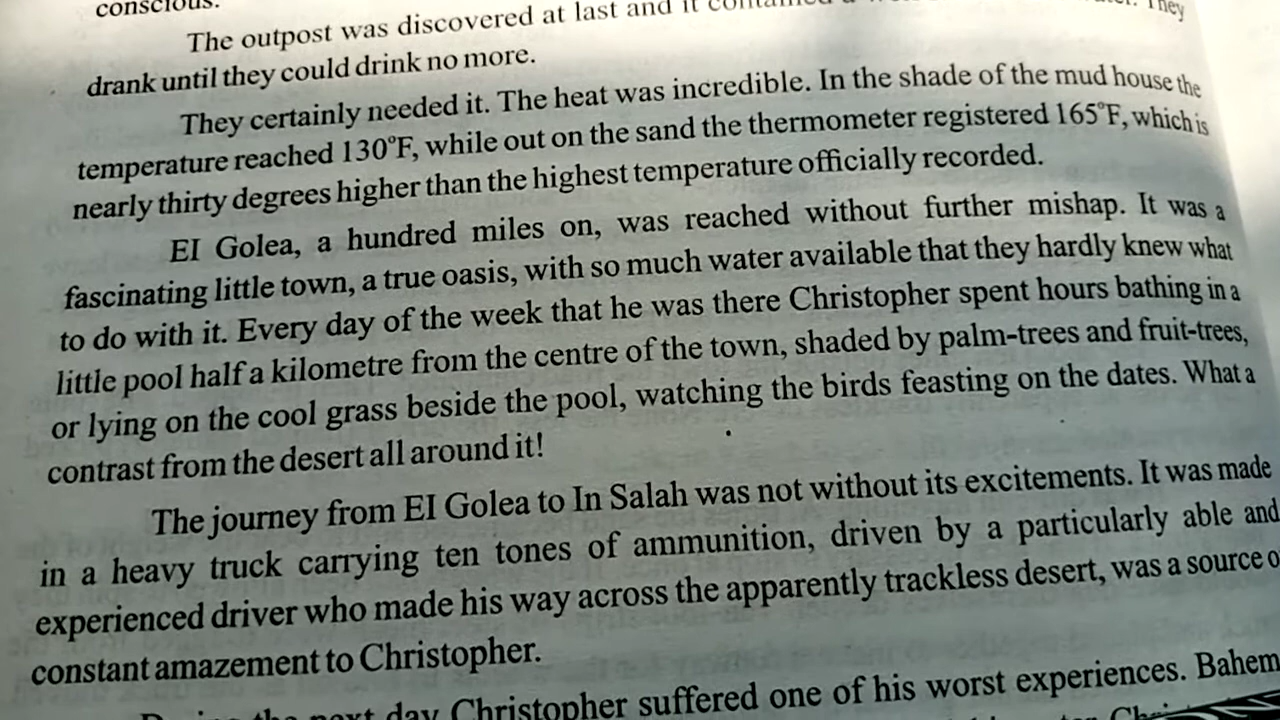 conscious.
The outpost was discovered at last and it contained a They
drank until they could drink no more.
They certainly needed it. The heat was incredible. In the shade of the mud house the
temperature reached 130°F, while out on the sand the thermometer registered 165°F, which is
nearly thirty degrees higher than the highest temperature officially recorded.
EI Golea, a hundred miles on, was reached without further mishap. It was a
fascinating little town, a true oasis, with so much water available that they hardly knew what
to do with it. Every day of the week that he was there Christopher spent hours bathing in a
little pool half a kilometre from the centre of the town, shaded by palm-trees and fruit-trees,
or lying on the cool grass beside the pool, watching the birds feasting on the dates. What a
contrast from the desert all around it!
The journey from EI Golea to In Salah was not without its excitements. It was made
in a heavy truck carrying ten tones of ammunition, driven by a particularly able and
experienced driver who made his way across the apparently trackless desert, was a source o
constant amazement to Christopher.
the next day Christopher suffered one of his worst experiences. Bahem